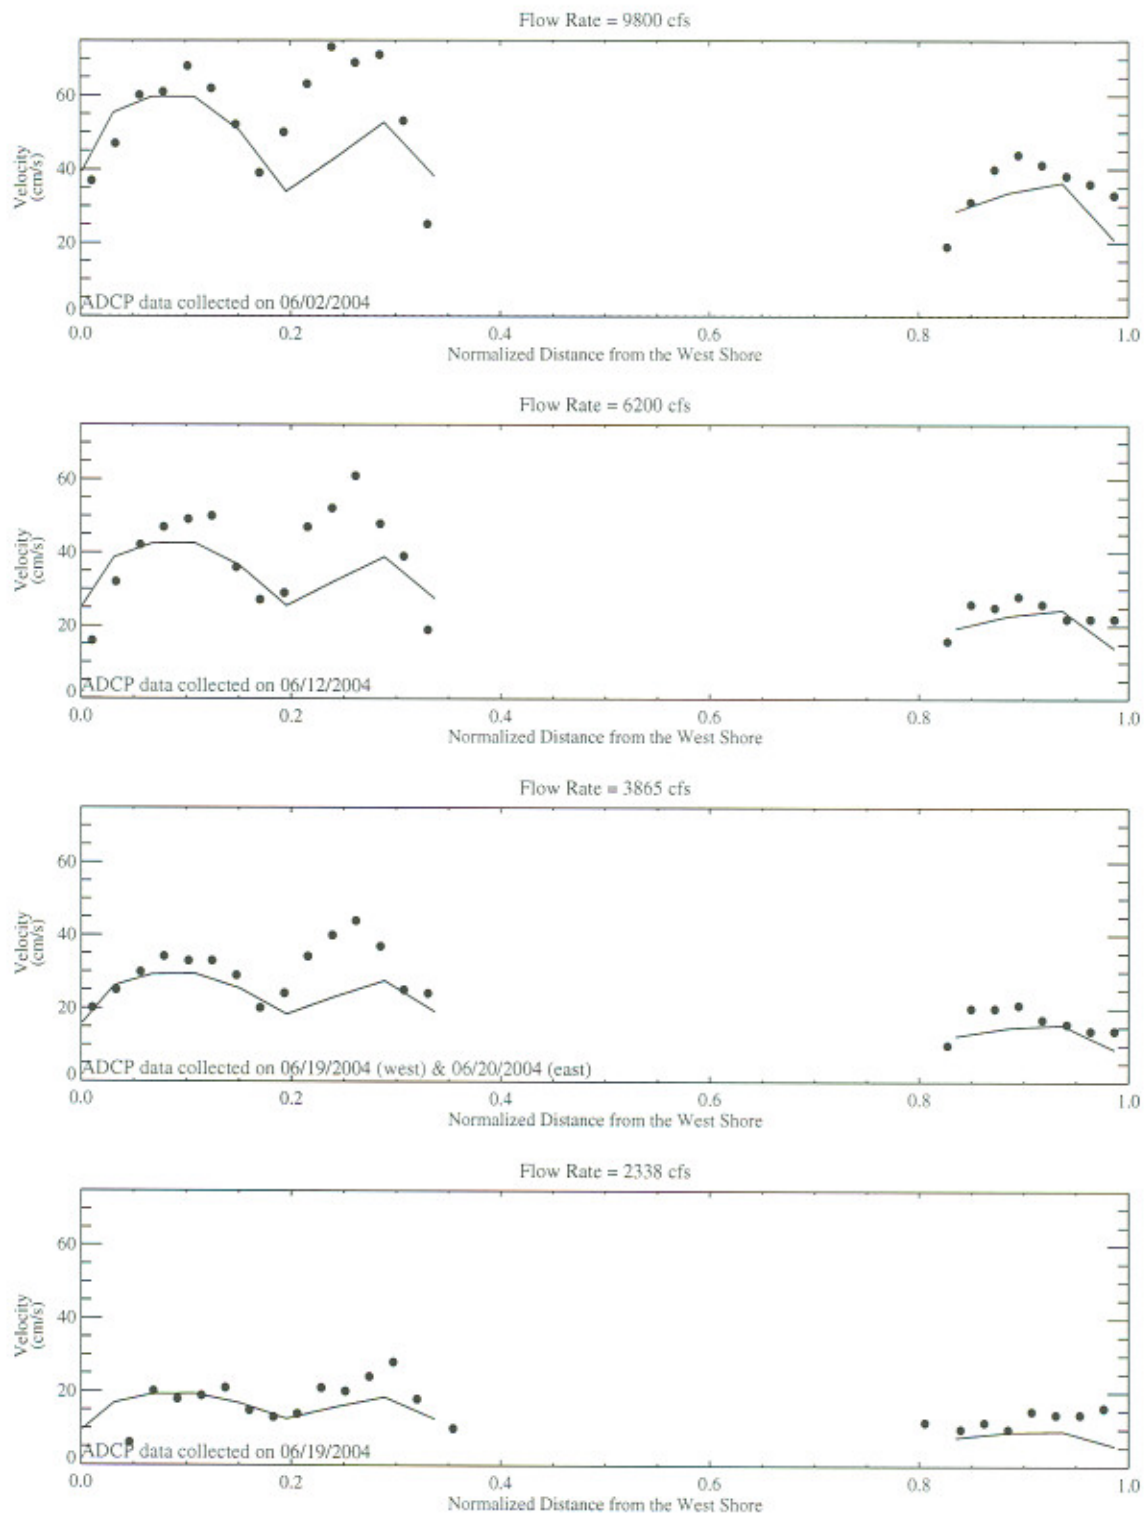 Flow Rate = 9800 cfs
Velocity
(cm/s)
60
40
20
0
ADCP data collected on 06/02/2004
0.0 0.2 0.4 0.6 0.8 1.0
Normalized Distance from the West Shore
Flow Rate = 6200 cfs
Velocity
(cm/s)
60
40
20
0
ADCP data collected on 06/12/2004
0.0 0.2 0.4 0.6 0.8 1.0
Normalized Distance from the West Shore
Flow Rate = 3865 cfs
Velocity
(cm/s)
60
40
20
0
ADCP data collected on 06/19/2004 (west) & 06/20/2004 (east)
0.0 0.2 0.4 0.6 0.8 1.0
Normalized Distance from the West Shore
Flow Rate = 2338 cfs
Velocity
(cm/s)
60
40
20
0
ADCP data collected on 06/19/2004
0.0 0.2 0.4 0.6 0.8 1.0
Normalized Distance from the West Shore